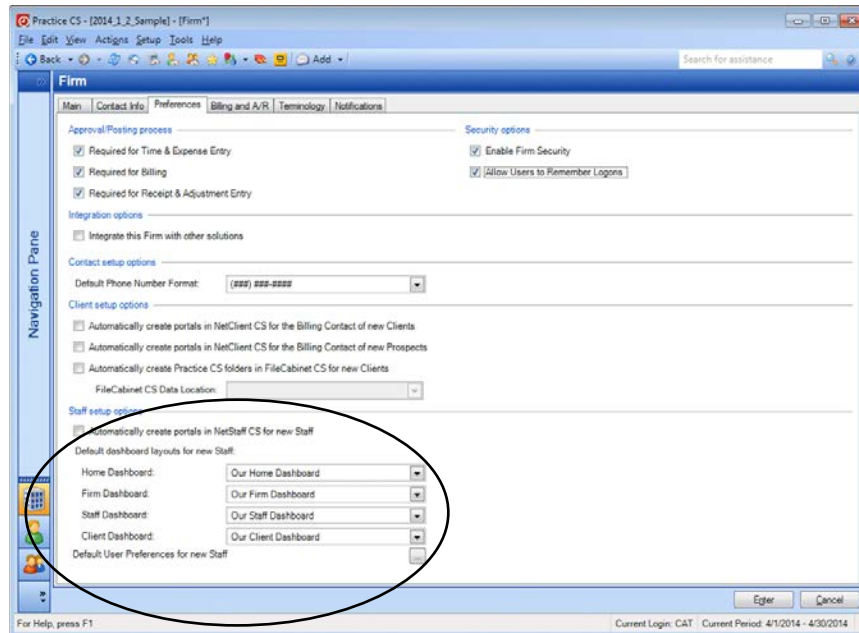 Practice CS - [2014_1_2_Sample] - [Firm*]
File Edit View Actions Setup Tools Help
Back Add Search for assistance
Firm
Main Contact Info Preferences Billing and A/R Terminology Notifications
Approval/Posting process Security options
Required for Time & Expense Entry Enable Firm Security
Required for Billing Allow Users to Remember Logons
Required for Receipt & Adjustment Entry
Integration options
Integrate this Firm with other solutions
Contact setup options
Default Phone Number Format: (###) ###-####
Client setup options
Automatically create portals in NetClient CS for the Billing Contact of new Clients
Automatically create portals in NetClient CS for the Billing Contact of new Prospects
Automatically create Practice CS folders in FileCabinet CS for new Clients
FileCabinet CS Data Location:
Staff setup options
Automatically create portals in NetStaff CS for new Staff
Default dashboard layouts for new Staff:
Home Dashboard: Our Home Dashboard
Firm Dashboard: Our Firm Dashboard
Staff Dashboard: Our Staff Dashboard
Client Dashboard: Our Client Dashboard
Default User Preferences for new Staff ...
Navigation Pane
Enter Cancel
For Help, press F1 Current Login: CAT Current Period: 4/1/2014 - 4/30/2014